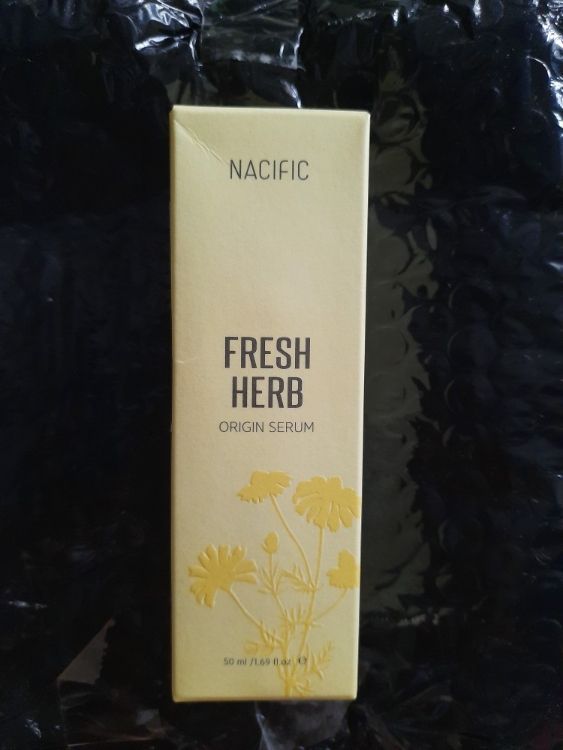 NACIFIC
FRESH
HERB
ORIGIN SERUM
50 ml /1.69 fl.oz. ℮